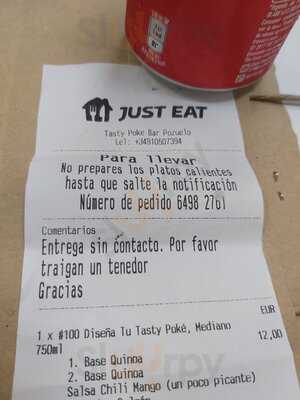 JUST EAT
Tasty Poke Bar Pozuelo
Tel: +34910507394
Para llevar
No prepares los platos calientes
hasta que salte la notificación
Número de pedido 6498 27
Comentarios
Entrega sin contacto. Por favor
traigan un tenedor
Gracias
EUR
1 x #100 Diseña Tu Tasty Poké, Mediano 12,00
750ml
1. Base Quinoa
2. Base Quinoa
Salsa Chili Mango (un poco picante)